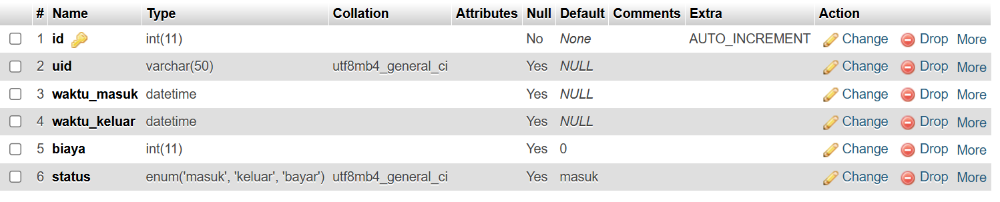 # Name Type Collation Attributes Null Default Comments Extra Action
1 id int(11) No None AUTO_INCREMENT Change Drop More
2 uid varchar(50) utf8mb4_general_ci Yes NULL Change Drop More
3 waktu_masuk datetime Yes NULL Change Drop More
4 waktu_keluar datetime Yes NULL Change Drop More
5 biaya int(11) Yes 0 Change Drop More
6 status enum('masuk', 'keluar', 'bayar') utf8mb4_general_ci Yes masuk Change Drop More